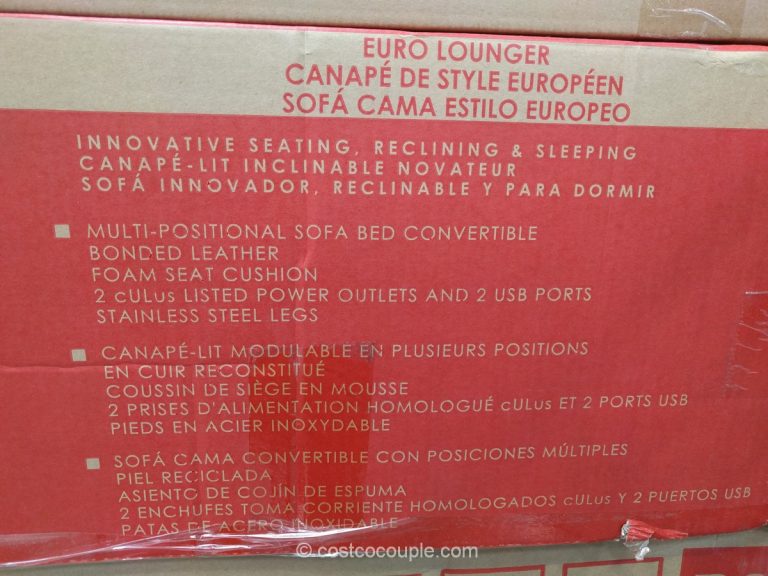 EURO LOUNGER
CANAPÉ DE STYLE EUROPÉEN
SOFÁ CAMA ESTILO EUROPEO
INNOVATIVE SEATING, RECLINING & SLEEPING
CANAPÉ-LIT INCLINABLE NOVATEUR
SOFÁ INNOVADOR, RECLINABLE Y PARA DORMIR
MULTI-POSITIONAL SOFA BED CONVERTIBLE
BONDED LEATHER
FOAM SEAT CUSHION
2 cULus LISTED POWER OUTLETS AND 2 USB PORTS
STAINLESS STEEL LEGS
CANAPÉ-LIT MODULABLE EN PLUSIEURS POSITIONS
EN CUIR RECONSTITUÉ
COUSSIN DE SIÈGE EN MOUSSE
2 PRISES D'ALIMENTATION HOMOLOGUÉ cULus ET 2 PORTS USB
PIEDS EN ACIER INOXYDABLE
SOFÁ CAMA CONVERTIBLE CON POSICIONES MÚLTIPLES
PIEL RECICLADA
ASIENTO DE COJÍN DE ESPUMA
2 ENCHUFES TOMA CORRIENTE HOMOLOGADOS cULus Y 2 PUERTOS USB
PATAS DE ACERO INOXIDABLE
© costcocouple.com